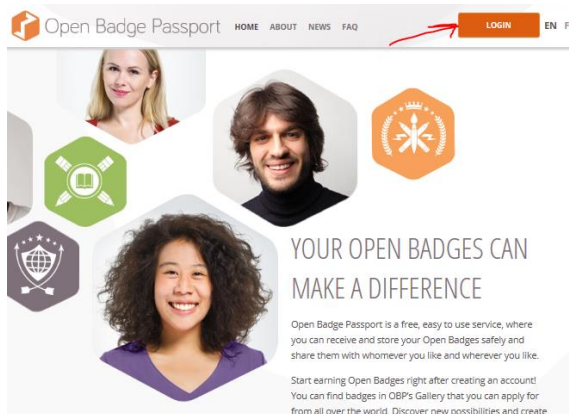 Open Badge Passport HOME ABOUT NEWS FAQ LOGIN EN
YOUR OPEN BADGES CAN
MAKE A DIFFERENCE
Open Badge Passport is a free, easy to use service, where
you can receive and store your Open Badges safely and
share them with whomever you like and wherever you like.
Start earning Open Badges right after creating an account!
You can find badges in OBP's Gallery that you can apply for
from all over the world. Discover new possibilities and create